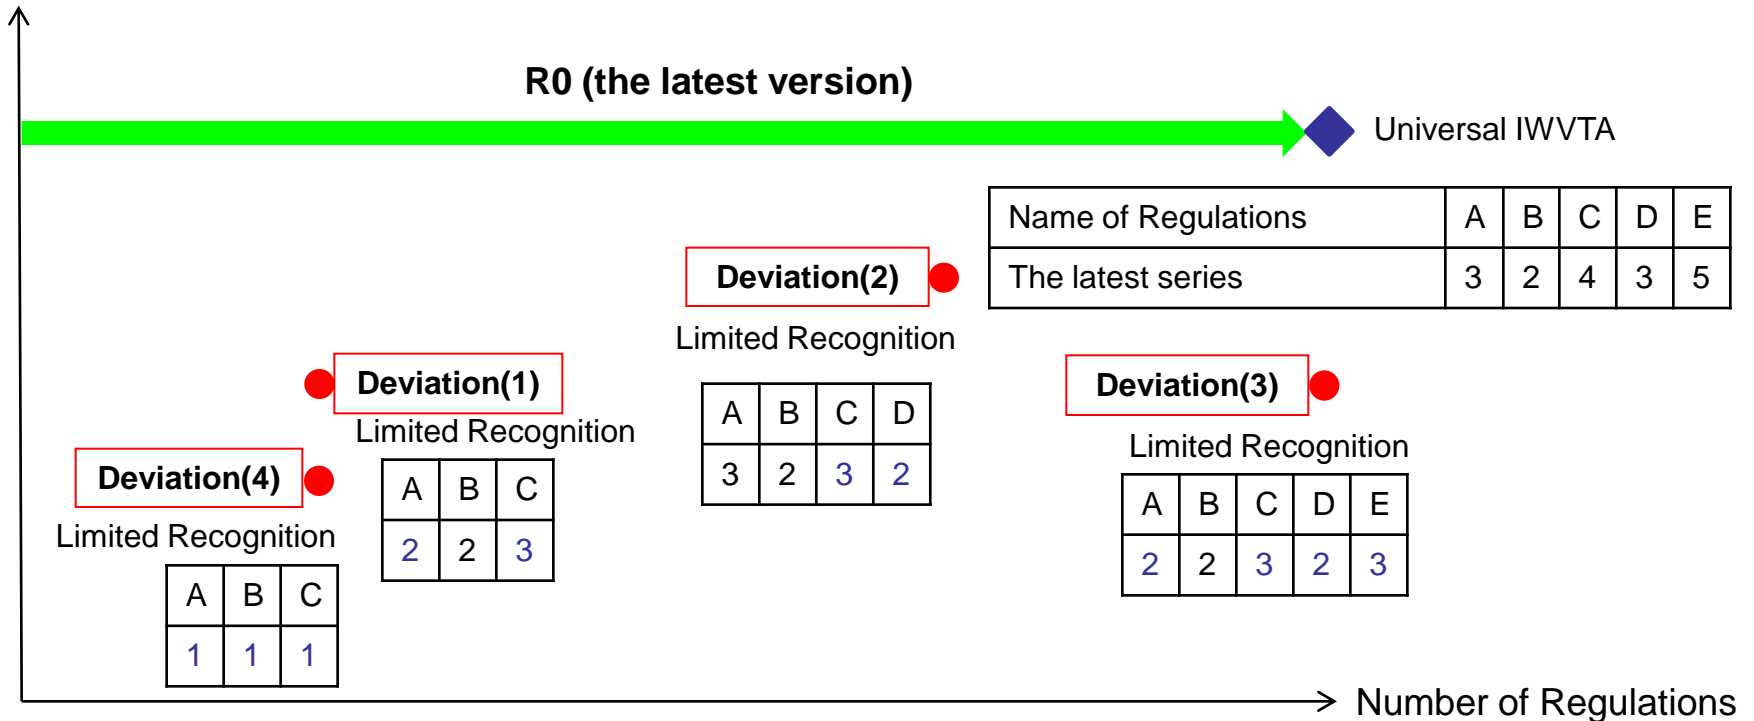 R0 (the latest version)
Universal IWVTA
Name of Regulations A B C D E
The latest series 3 2 4 3 5
Deviation(2)
Limited Recognition
A B C D
3 2 3 2
Deviation(1)
Limited Recognition
A B C
2 2 3
Deviation(3)
Limited Recognition
A B C D E
2 2 3 2 3
Deviation(4)
Limited Recognition
A B C
1 1 1
Number of Regulations